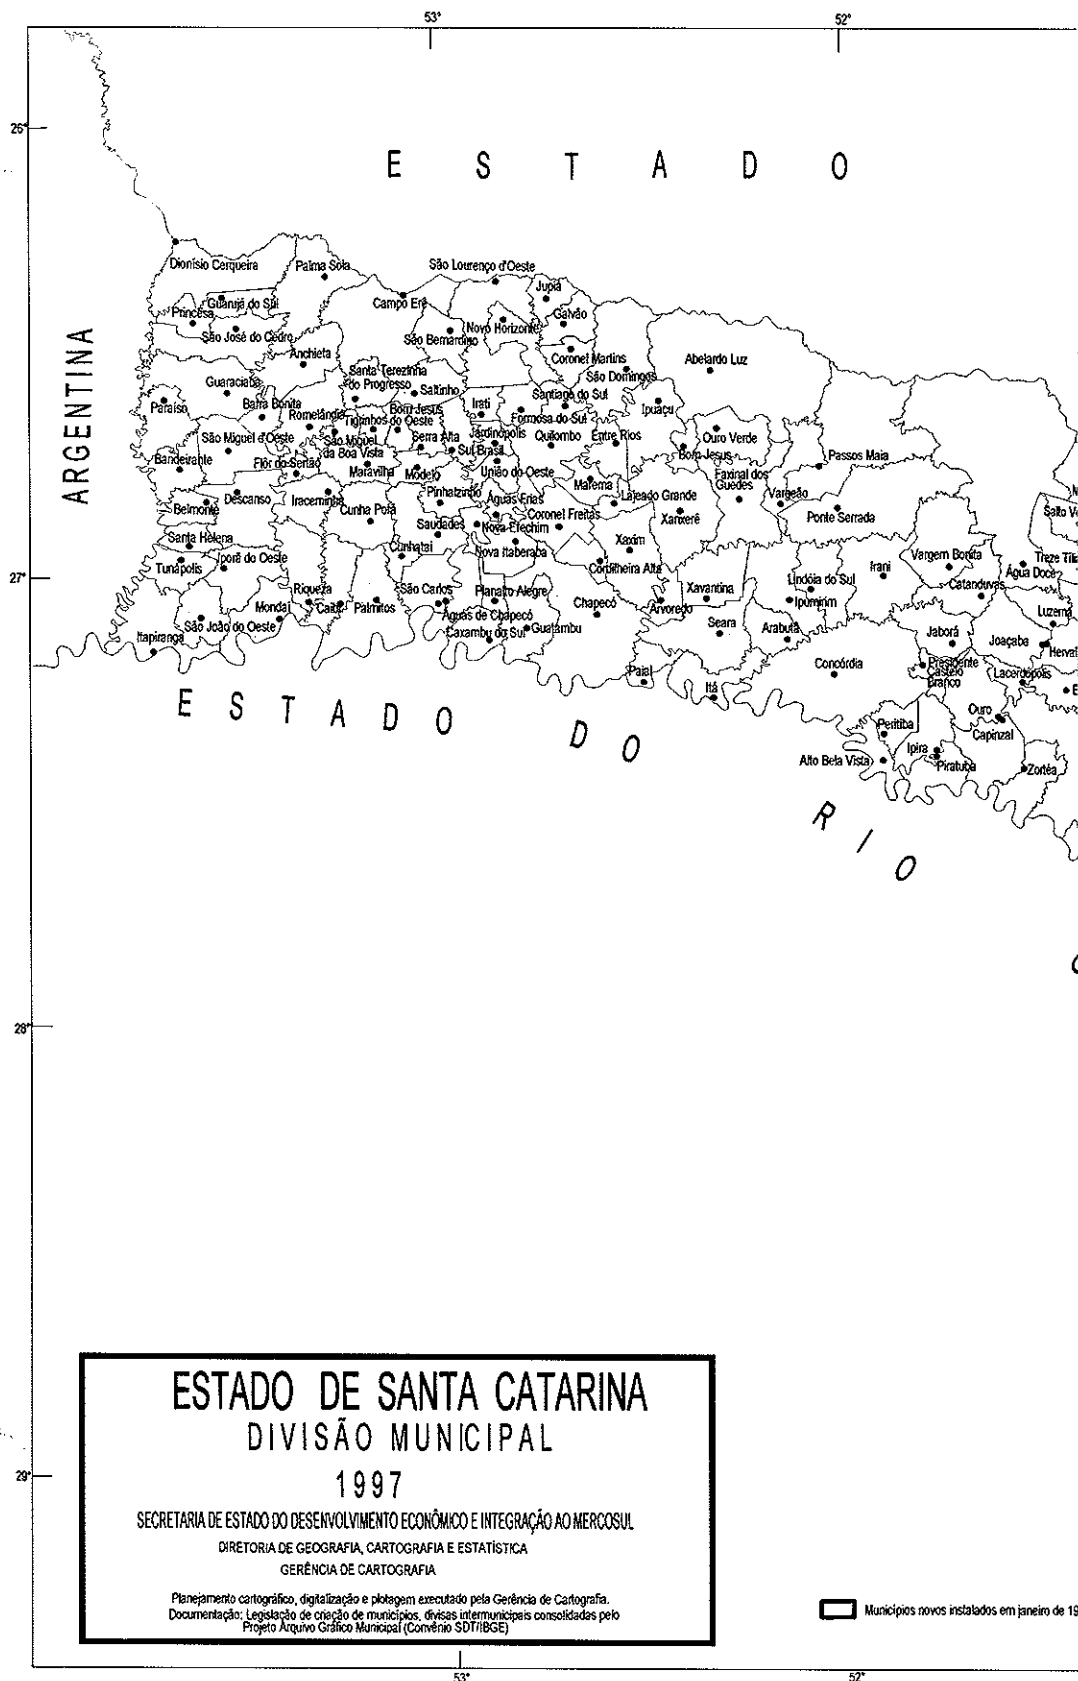 53°
52°
26°
E S T A D O
Dionísio Cerqueira
Palma Sola
São Lourenço d'Oeste
Jupiá
Campo Erê
Guarujá do Sul
Galvão
Princesa
Novo Horizonte
São José do Cedro
São Bernardino
ARGENTINA
Anchieta
Coronel Martins
Abelardo Luz
São Domingos
Santa Terezinha
do Progresso
Guaraciaba
Saltinho
Santiago do Sul
Paraíso
Barra Bonita
Bom Jesus
Irati
Ipuaçu
Romelândia
Formosa do Sul
Tigrinhos do Oeste
São Miguel d'Oeste
São Miguel
da Boa Vista
Serra Alta
Jardinópolis
Quilombo
Entre Rios
Ouro Verde
Sul Brasil
Bom Jesus
Passos Maia
Bandeirante
Flôr do Sertão
Maravilha
Modelo
União do Oeste
Marema
Faxinal dos
Guedes
Vargeão
Descanso
Iraceminha
Pinhalzinho
Águas Frias
Lajeado Grande
Belmonte
Cunha Porã
Coronel Freitas
Xanxerê
Ponte Serrada
Saudades
Nova Erechim
Santa Helena
Cunhataí
Nova Itaberaba
Xaxim
Vargem Bonita
Iporã do Oeste
Cordilheira Alta
Irani
Água Doce
27°
Tunápolis
Lindóia do Sul
Catanduvas
Riqueza
São Carlos
Planalto Alegre
Xavantina
Ipumirim
Mondaí
Caibi
Palmitos
Chapecó
Arvoredo
Luzerna
São João do Oeste
Águas de Chapecó
Guatambu
Seara
Arabutã
Jaborá
Joaçaba
Itapiranga
Caxambu do Sul
Concórdia
Presidente
Castelo
Branco
Lacerdópolis
Paial
Itá
E S T A D O D O
Ouro
Capinzal
Peritiba
Ipira
Alto Bela Vista
Piratuba
Zortéa
R I O
28°
29°
ESTADO DE SANTA CATARINA
DIVISÃO MUNICIPAL
1997
SECRETARIA DE ESTADO DO DESENVOLVIMENTO ECONÔMICO E INTEGRAÇÃO AO MERCOSUL
DIRETORIA DE GEOGRAFIA, CARTOGRAFIA E ESTATÍSTICA
GERÊNCIA DE CARTOGRAFIA
Planejamento cartográfico, digitalização e plotagem executado pela Gerência de Cartografia.
Documentação: Legislação de criação de municípios, divisas intermunicipais consolidadas pelo
Projeto Arquivo Gráfico Municipal (Convênio SDT/IBGE)
Municípios novos instalados em janeiro de 19
53°
52°